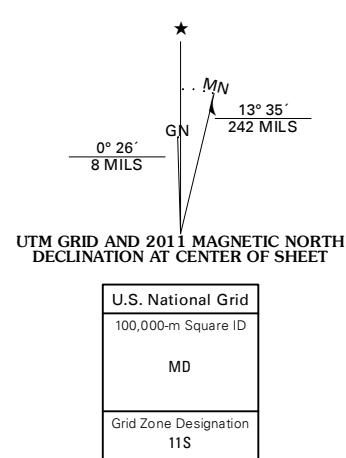 ★
MN
13° 35´
242 MILS
GN
0° 26´
8 MILS
UTM GRID AND 2011 MAGNETIC NORTH
DECLINATION AT CENTER OF SHEET
U.S. National Grid
100,000-m Square ID
MD
Grid Zone Designation
11S